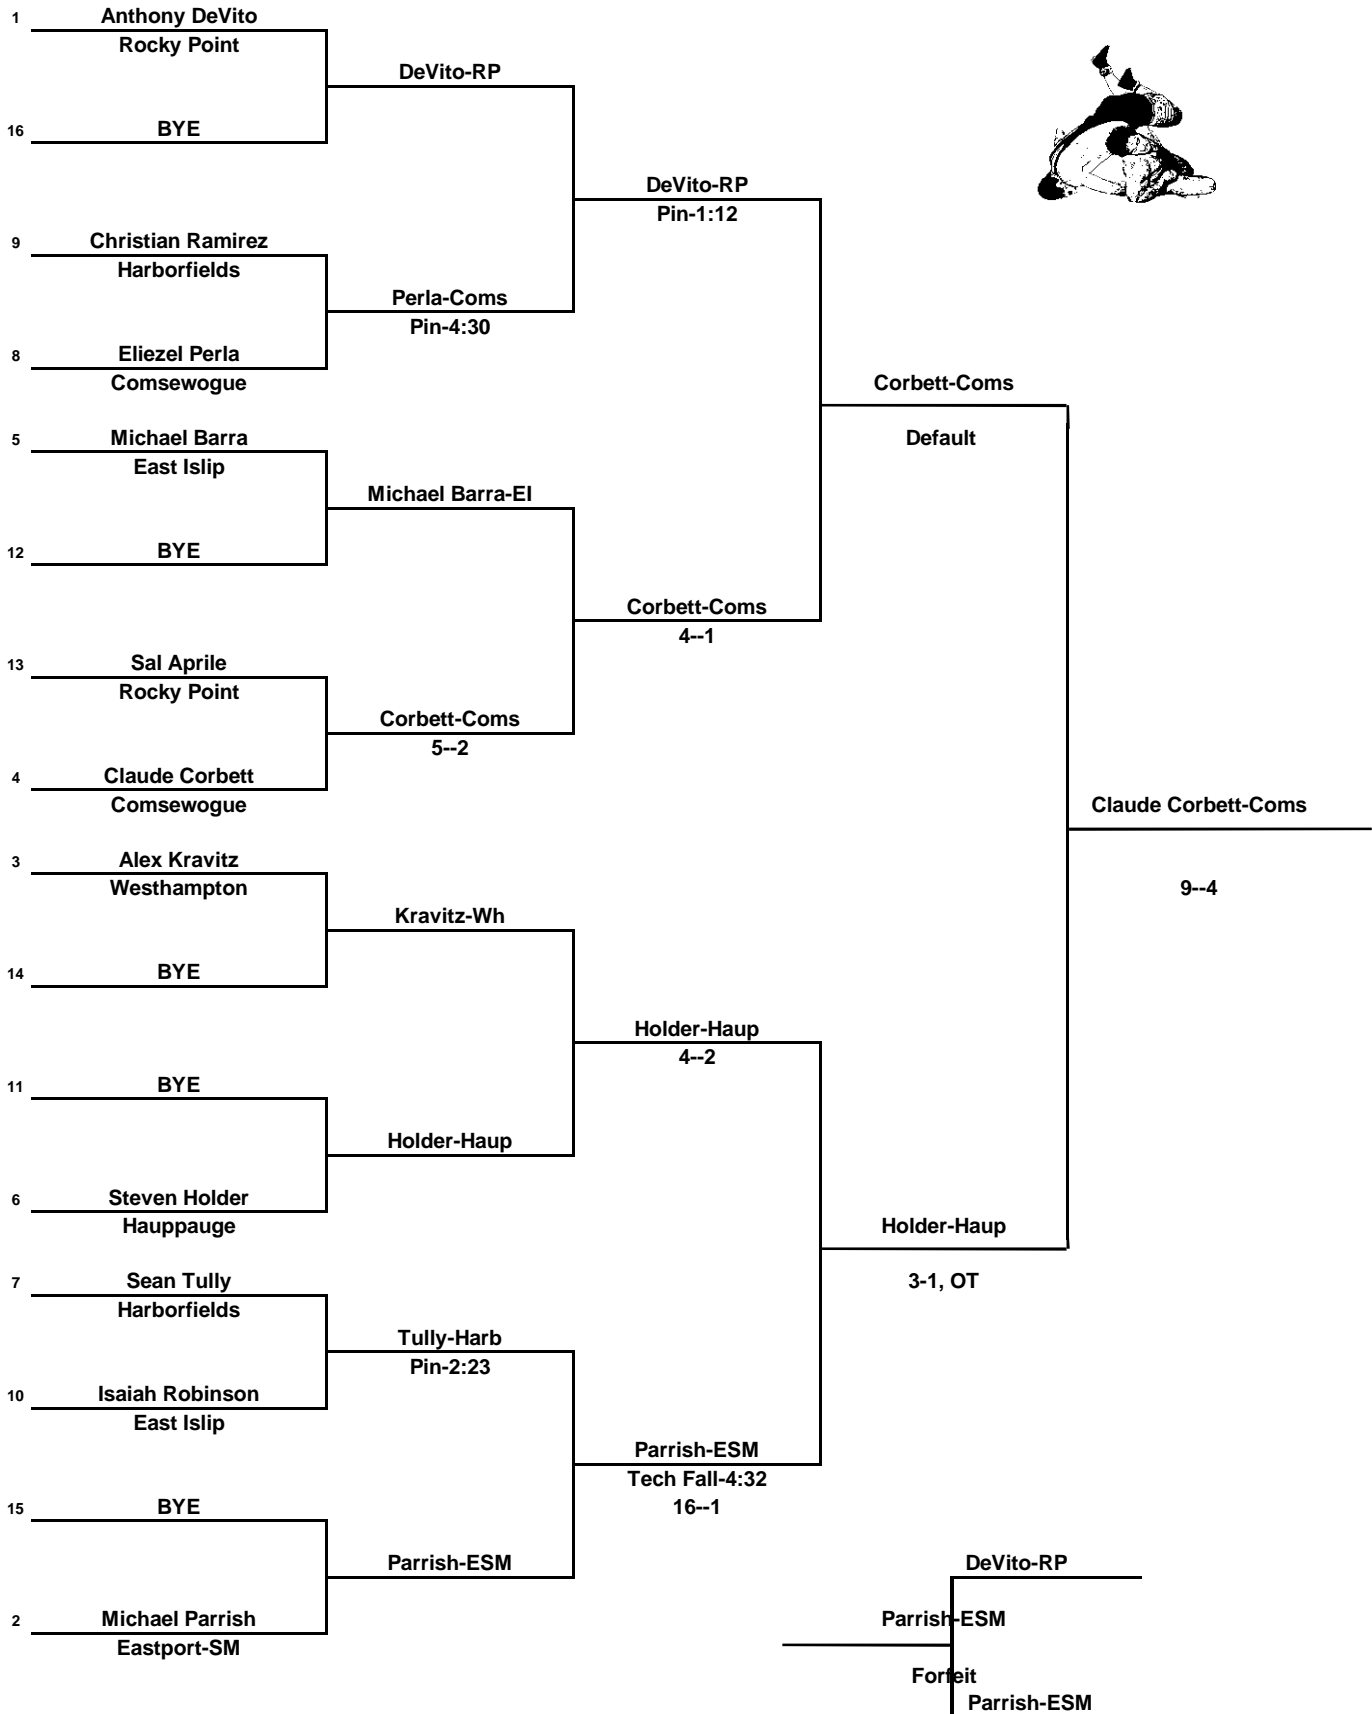 1 Anthony DeVito
Rocky Point
DeVito-RP
16 BYE
DeVito-RP
Pin-1:12
9 Christian Ramirez
Harborfields
Perla-Coms
Pin-4:30
8 Eliezel Perla
Comsewogue
Corbett-Coms
Default
5 Michael Barra
East Islip
Michael Barra-EI
12 BYE
Corbett-Coms
4--1
13 Sal Aprile
Rocky Point
Corbett-Coms
5--2
4 Claude Corbett
Comsewogue
Claude Corbett-Coms
9--4
3 Alex Kravitz
Westhampton
Kravitz-Wh
14 BYE
Holder-Haup
4--2
11 BYE
Holder-Haup
6 Steven Holder
Hauppauge
Holder-Haup
3-1, OT
7 Sean Tully
Harborfields
Tully-Harb
Pin-2:23
10 Isaiah Robinson
East Islip
Parrish-ESM
Tech Fall-4:32
16--1
15 BYE
Parrish-ESM
2 Michael Parrish
Eastport-SM
DeVito-RP
Parrish-ESM
Forfeit
Parrish-ESM